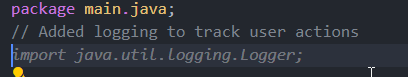 package main.java;
// Added logging to track user actions
import java.util.logging.Logger;